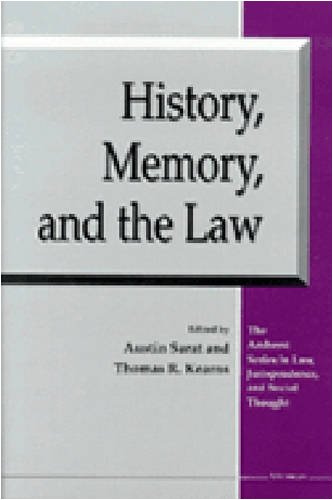 History,
Memory,
and the Law
Edited by
Austin Sarat and
Thomas R. Kearns
The
Amherst
Series in Law,
Jurisprudence,
and Social
Thought